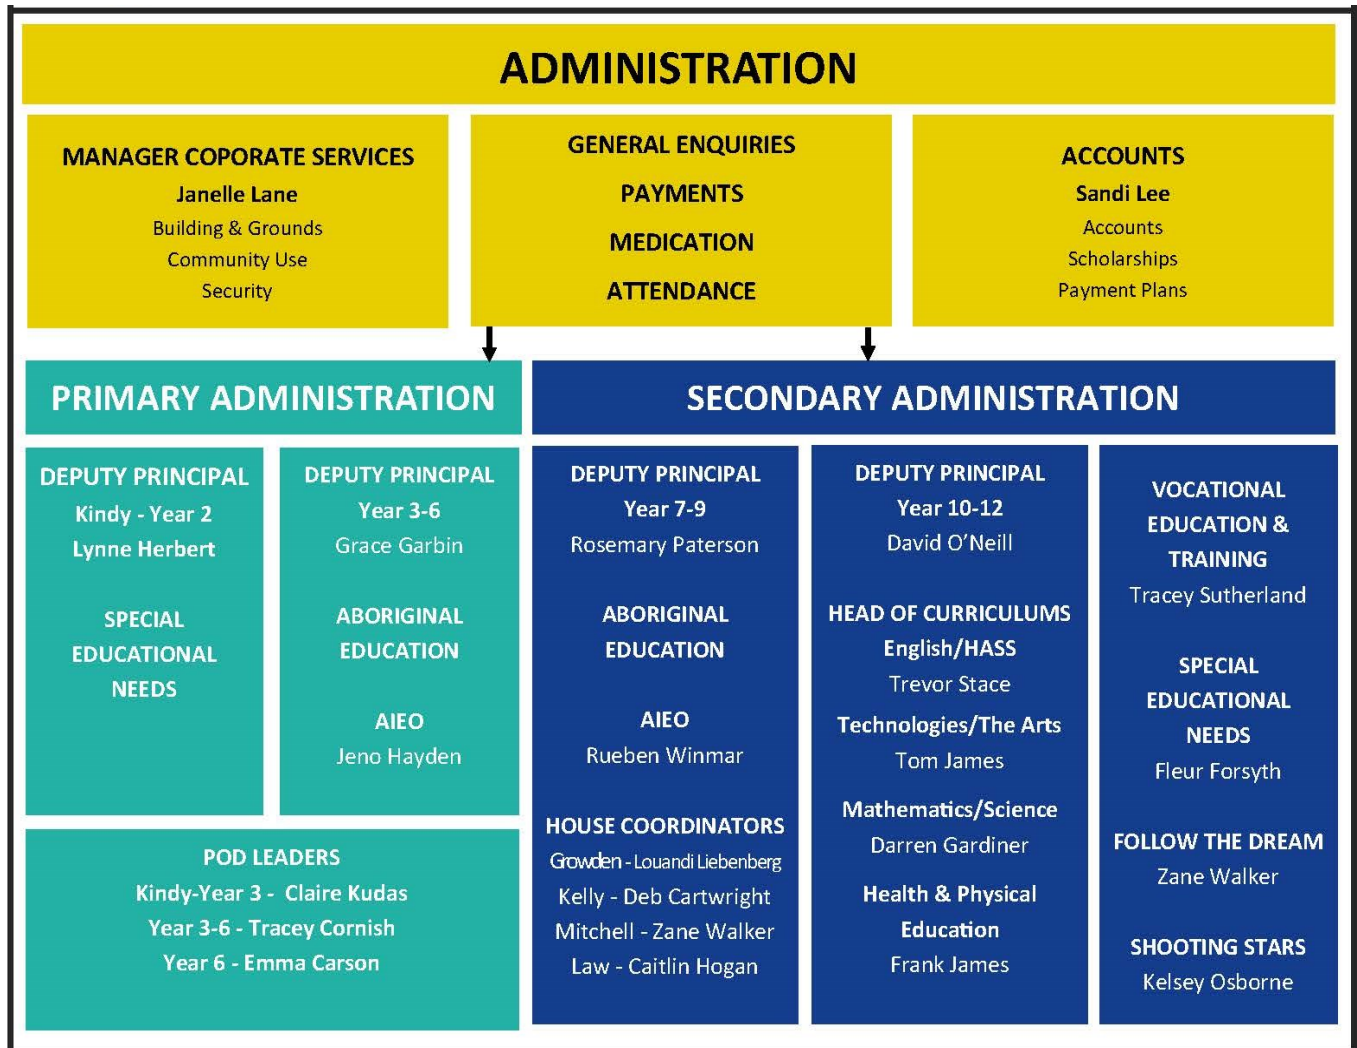 ADMINISTRATION
MANAGER COPORATE SERVICES
Janelle Lane
Building & Grounds
Community Use
Security
GENERAL ENQUIRIES
PAYMENTS
MEDICATION
ATTENDANCE
ACCOUNTS
Sandi Lee
Accounts
Scholarships
Payment Plans
PRIMARY ADMINISTRATION
DEPUTY PRINCIPAL
Kindy - Year 2
Lynne Herbert
SPECIAL
EDUCATIONAL
NEEDS
DEPUTY PRINCIPAL
Year 3-6
Grace Garbin
ABORIGINAL
EDUCATION
AIEO
Jeno Hayden
POD LEADERS
Kindy-Year 3 - Claire Kudas
Year 3-6 - Tracey Cornish
Year 6 - Emma Carson
SECONDARY ADMINISTRATION
DEPUTY PRINCIPAL
Year 7-9
Rosemary Paterson
ABORIGINAL
EDUCATION
AIEO
Rueben Winmar
HOUSE COORDINATORS
Growden - Louandi Liebenberg
Kelly - Deb Cartwright
Mitchell - Zane Walker
Law - Caitlin Hogan
DEPUTY PRINCIPAL
Year 10-12
David O'Neill
HEAD OF CURRICULUMS
English/HASS
Trevor Stace
Technologies/The Arts
Tom James
Mathematics/Science
Darren Gardiner
Health & Physical
Education
Frank James
VOCATIONAL
EDUCATION &
TRAINING
Tracey Sutherland
SPECIAL
EDUCATIONAL
NEEDS
Fleur Forsyth
FOLLOW THE DREAM
Zane Walker
SHOOTING STARS
Kelsey Osborne